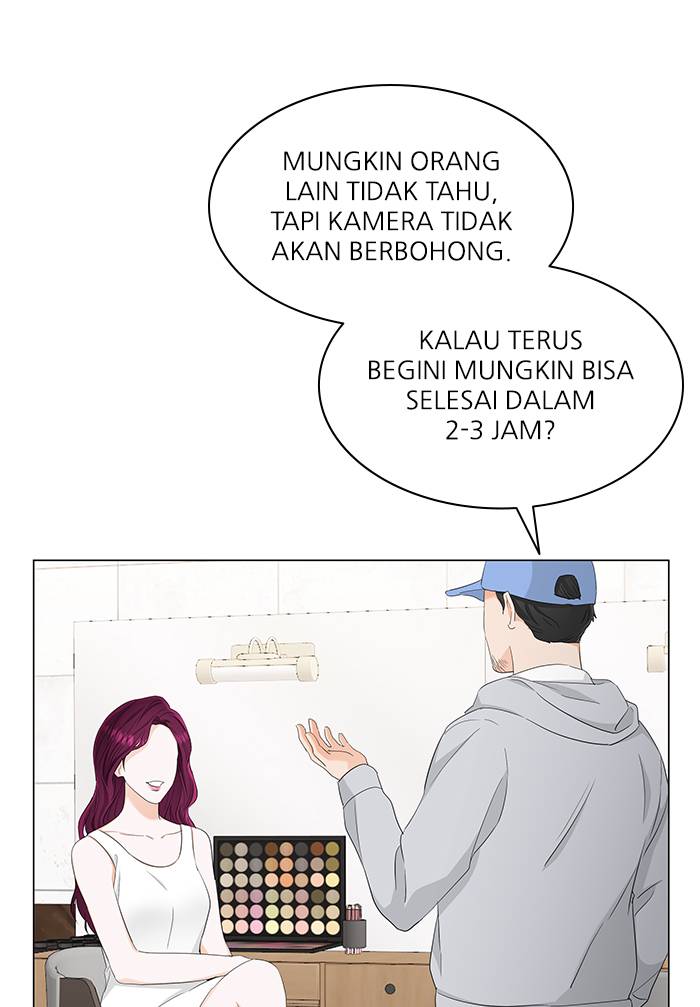 MUNGKIN ORANG
LAIN TIDAK TAHU,
TAPI KAMERA TIDAK
AKAN BERBOHONG.
KALAU TERUS
BEGINI MUNGKIN BISA
SELESAI DALAM
2-3 JAM?